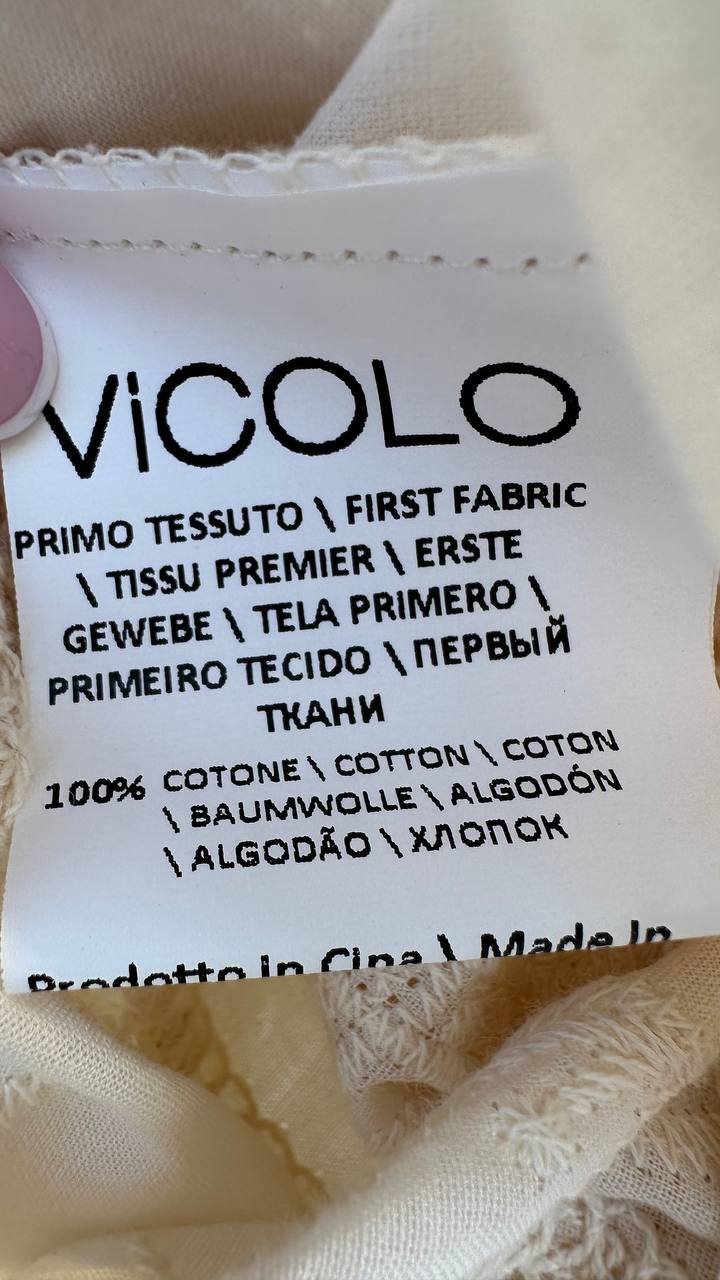 ViCOLO
PRIMO TESSUTO \ FIRST FABRIC
\ TISSU PREMIER \ ERSTE
GEWEBE \ TELA PRIMERO \
PRIMEIRO TECIDO \ ПЕРВЫЙ
ТКАНИ
100% COTONE \ COTTON \ COTON
\ BAUMWOLLE \ ALGODÓN
\ ALGODÃO \ ХЛОПОК
Prodotto in Cina \ Made In